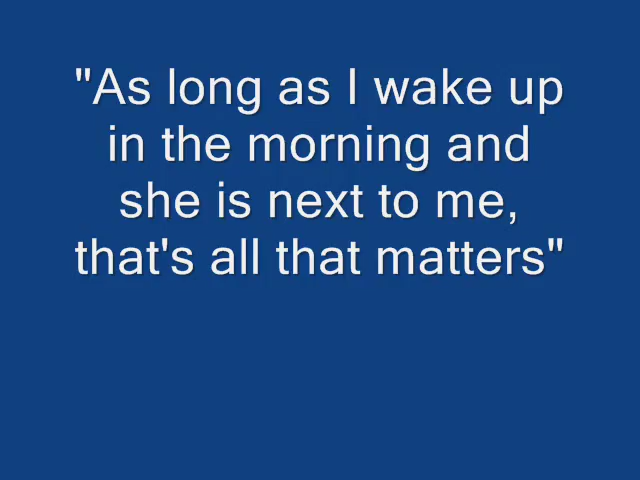 "As long as I wake up
in the morning and
she is next to me,
that's all that matters"